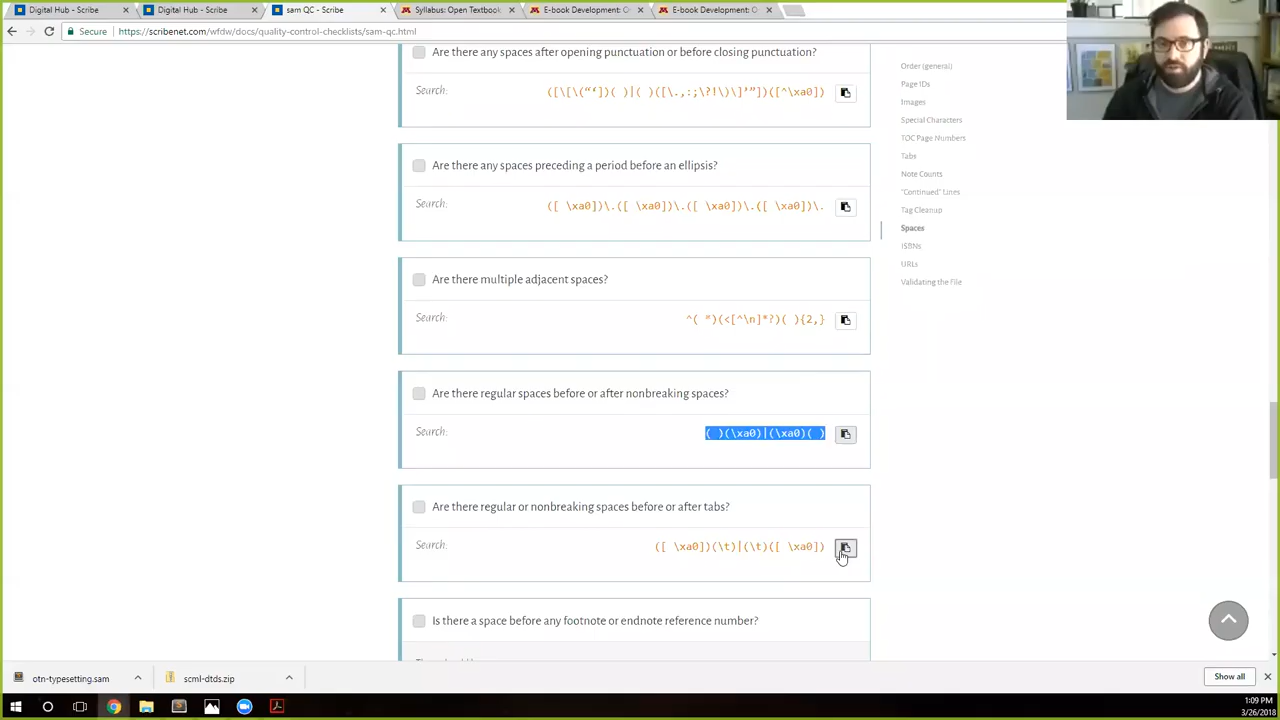 Digital Hub - Scribe
Digital Hub - Scribe
sam QC - Scribe
Syllabus: Open Textbook
E-book Development: O
E-book Development: O
Secure
https://scribenet.com/wfdw/docs/quality-control-checklists/sam-qc.html
Are there any spaces after opening punctuation or before closing punctuation?
Search:
([\[\(“‘])( )|( )([\.,:;\?!\)\]’”])([^\xa0])
Are there any spaces preceding a period before an ellipsis?
Search:
([ \xa0])\.([ \xa0])\.([ \xa0])\.([ \xa0])\.
Are there multiple adjacent spaces?
Search:
^( *)(<[^\n]*?)( ){2,}
Are there regular spaces before or after nonbreaking spaces?
Search:
( )(\xa0)|(\xa0)( )
Are there regular or nonbreaking spaces before or after tabs?
Search:
([ \xa0])(\t)|(\t)([ \xa0])
Is there a space before any footnote or endnote reference number?
Order (general)
Page IDs
Images
Special Characters
TOC Page Numbers
Tabs
Note Counts
"Continued" Lines
Tag Cleanup
Spaces
ISBNs
URLs
Validating the File
otn-typesetting.sam
scml-dtds.zip
Show all
1:09 PM
3/26/2018